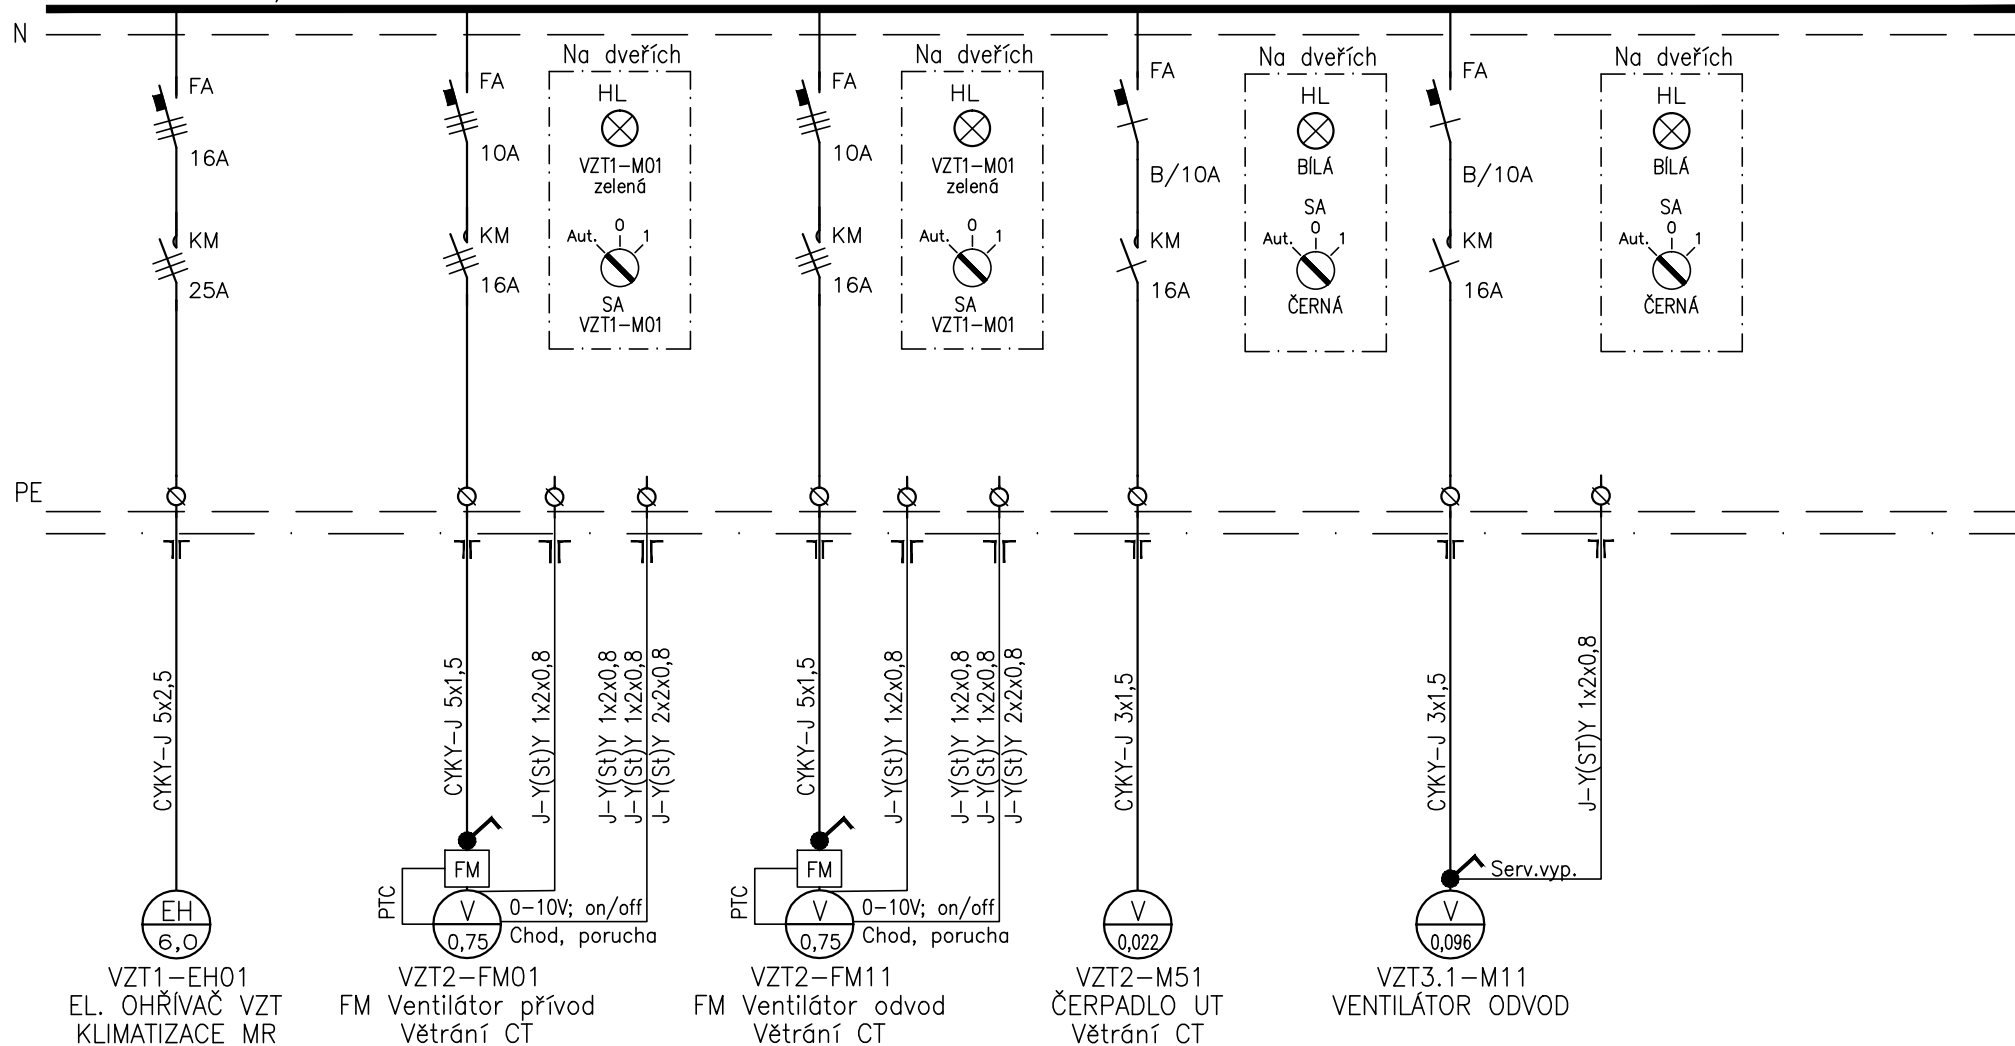 N
FA
16A
KM
25A
FA
10A
KM
16A
Na dveřích
HL
VZT1-M01
zelená
Aut. 0 1
SA
VZT1-M01
FA
10A
KM
16A
Na dveřích
HL
VZT1-M01
zelená
Aut. 0 1
SA
VZT1-M01
FA
B/10A
KM
16A
Na dveřích
HL
BÍLÁ
SA
Aut. 0 1
ČERNÁ
FA
B/10A
KM
16A
Na dveřích
HL
BÍLÁ
SA
Aut. 0 1
ČERNÁ
PE
CYKY-J 5x2,5
EH
6,0
VZT1-EH01
EL. OHŘÍVAČ VZT
KLIMATIZACE MR
CYKY-J 5x1,5
J-Y(St)Y 1x2x0,8
J-Y(St)Y 1x2x0,8
J-Y(St)Y 1x2x0,8
J-Y(St)Y 2x2x0,8
FM
PTC
V
0,75
0-10V; on/off
Chod, porucha
VZT2-FM01
FM Ventilátor přívod
Větrání CT
CYKY-J 5x1,5
J-Y(St)Y 1x2x0,8
J-Y(St)Y 1x2x0,8
J-Y(St)Y 1x2x0,8
J-Y(St)Y 2x2x0,8
FM
PTC
V
0,75
0-10V; on/off
Chod, porucha
VZT2-FM11
FM Ventilátor odvod
Větrání CT
CYKY-J 3x1,5
V
0,022
VZT2-M51
ČERPADLO UT
Větrání CT
CYKY-J 3x1,5
J-Y(ST)Y 1x2x0,8
Serv.vyp.
V
0,096
VZT3.1-M11
VENTILÁTOR ODVOD